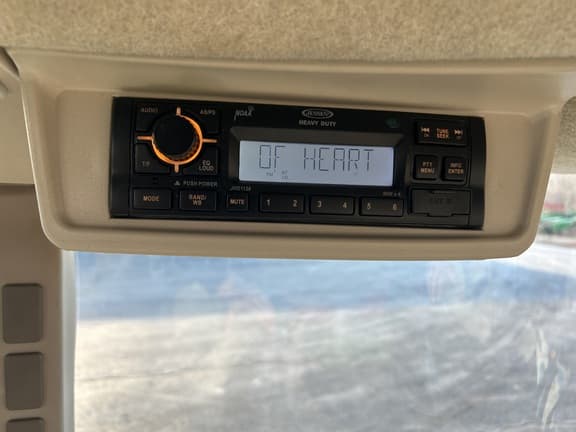 AUDIO
AS/PS
NOAA
JENSEN
HEAVY DUTY
TUNE
SEEK
OF HEART
T/F
EQ
LOUD
PTY
MENU
INFO
ENTER
PUSH POWER
MODE
BAND/
WB
MUTE
1 2 3 4 5 6